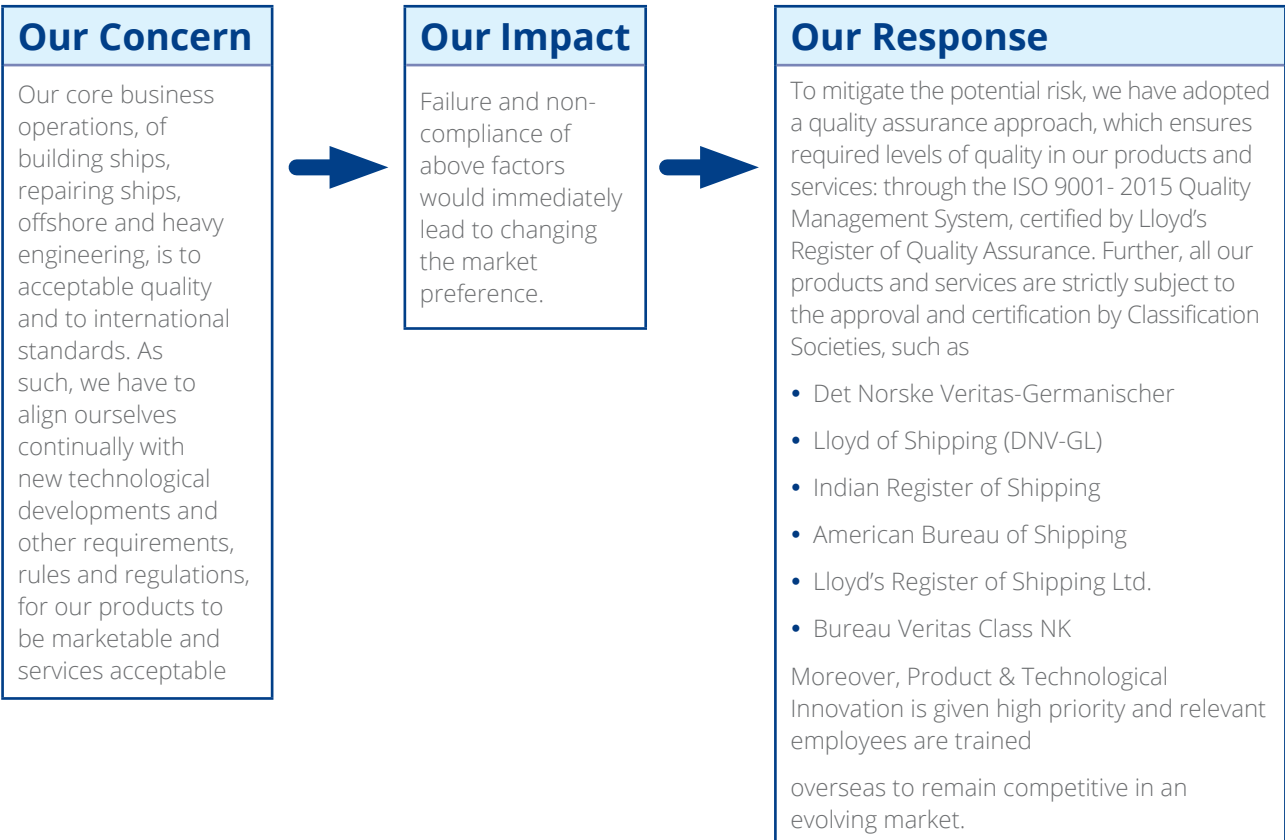 Our Concern
Our core business
operations, of
building ships,
repairing ships,
offshore and heavy
engineering, is to
acceptable quality
and to international
standards. As
such, we have to
align ourselves
continually with
new technological
developments and
other requirements,
rules and regulations,
for our products to
be marketable and
services acceptable
Our Impact
Failure and non-
compliance of
above factors
would immediately
lead to changing
the market
preference.
Our Response
To mitigate the potential risk, we have adopted
a quality assurance approach, which ensures
required levels of quality in our products and
services: through the ISO 9001- 2015 Quality
Management System, certified by Lloyd’s
Register of Quality Assurance. Further, all our
products and services are strictly subject to
the approval and certification by Classification
Societies, such as
• Det Norske Veritas-Germanischer
• Lloyd of Shipping (DNV-GL)
• Indian Register of Shipping
• American Bureau of Shipping
• Lloyd’s Register of Shipping Ltd.
• Bureau Veritas Class NK
Moreover, Product & Technological
Innovation is given high priority and relevant
employees are trained
overseas to remain competitive in an
evolving market.